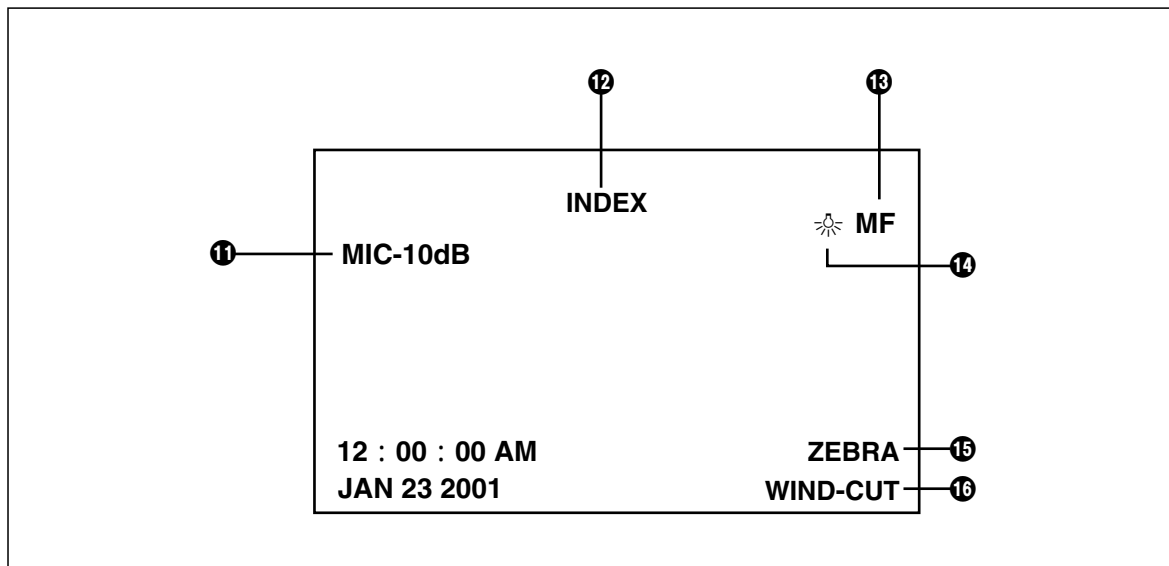 ⓬ ⓭
INDEX
MF
⓫ MIC-10dB
⓮
12 : 00 : 00 AM
ZEBRA ⓯
JAN 23 2001
WIND-CUT ⓰